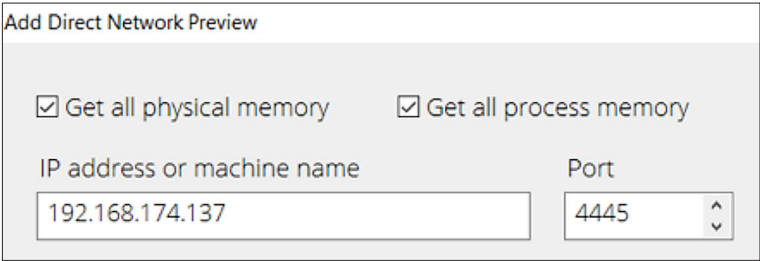 Add Direct Network Preview
Get all physical memory Get all process memory
IP address or machine name Port
192.168.174.137 4445